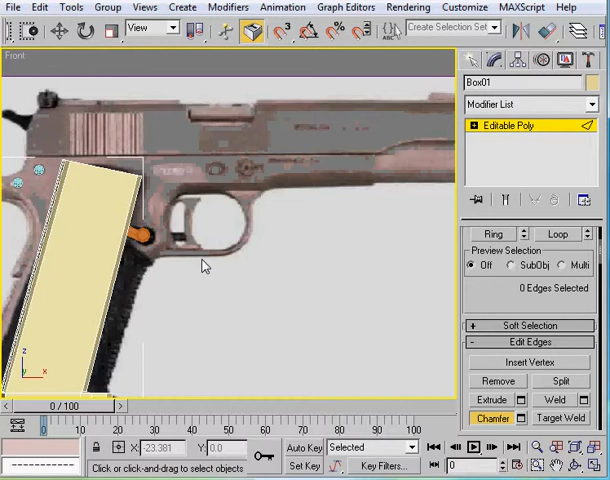 File Edit Tools Group Views Create Modifiers Animation Graph Editors Rendering Customize MAXScript Help
View 3 % Create Selection Set
Front
Box01
Modifier List
Editable Poly
Ring Loop
Preview Selection
Off SubObj Multi
0 Edges Selected
+ Soft Selection
- Edit Edges
Insert Vertex
Remove Split
Extrude Weld
Chamfer Target Weld
z
y x
< 0 / 100 >
0 10 20 30 40 50 60 70 80 90 100
X: -23.381 Y: 0.0 Auto Key Selected
Click or click-and-drag to select objects Set Key Key Filters... 0